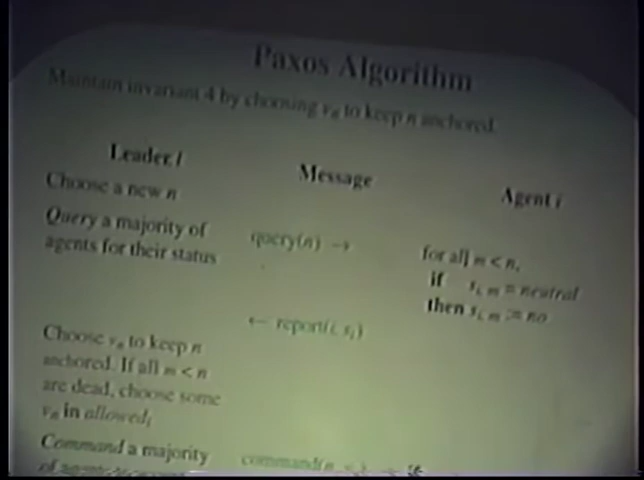 Paxos Algorithm
Maintain invariant 4 by choosing vₙ to keep n anchored.
Leader l
Message
Agent i
Choose a new n
Query a majority of
agents for their status
query(n) →
for all m < n,
if sᵢ,ₘ = neutral
then sᵢ,ₘ := no
← report(i, sᵢ)
Choose vₙ to keep n
anchored. If all m < n
are dead, choose some
vₙ in allowedₗ
Command a majority
command(n,
of